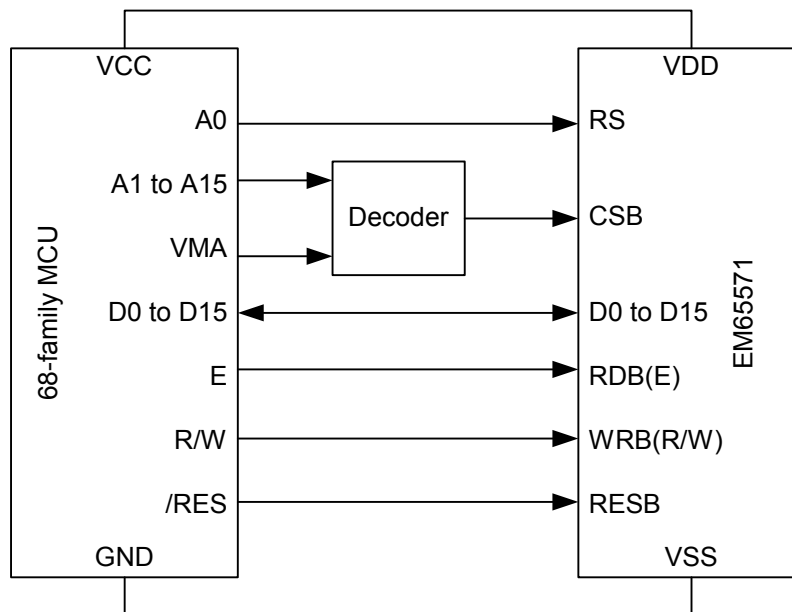 VCC
VDD
A0
RS
A1 to A15
Decoder
CSB
VMA
68-family MCU
D0 to D15
D0 to D15
EM65571
E
RDB(E)
R/W
WRB(R/W)
/RES
RESB
GND
VSS